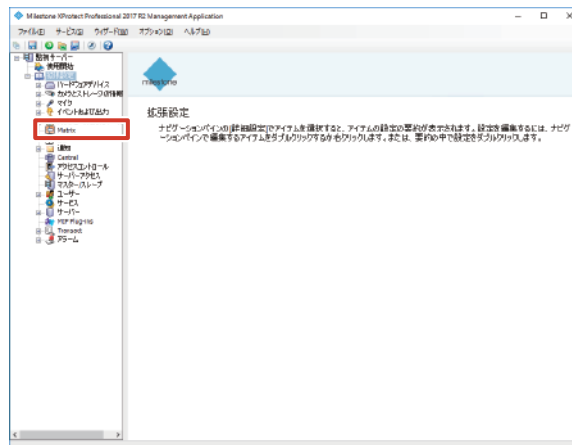 Milestone XProtect Professional 2017 R2 Management Application
ファイル(E) サービス(S) ウィザード(W) オプション(O) ヘルプ(H)
監視サーバー
使用開始
ハードウェアデバイス
カメラとストレージの情報
マイク
イベントおよび出力
Matrix
通知
Central
アクセスコントロール
サーバーアクセス
マスター/スレーブ
ユーザー
サービス
サーバー
MIP Plug-ins
Transact
アラーム
milestone
拡張設定
ナビゲーションペインの[詳細設定]でアイテムを選択すると、アイテムの設定の要約が表示されます。設定を編集するには、ナビゲ
ーションペインで編集するアイテムをダブルクリックするか右クリックします。または、要約の中で設定をダブルクリックします。